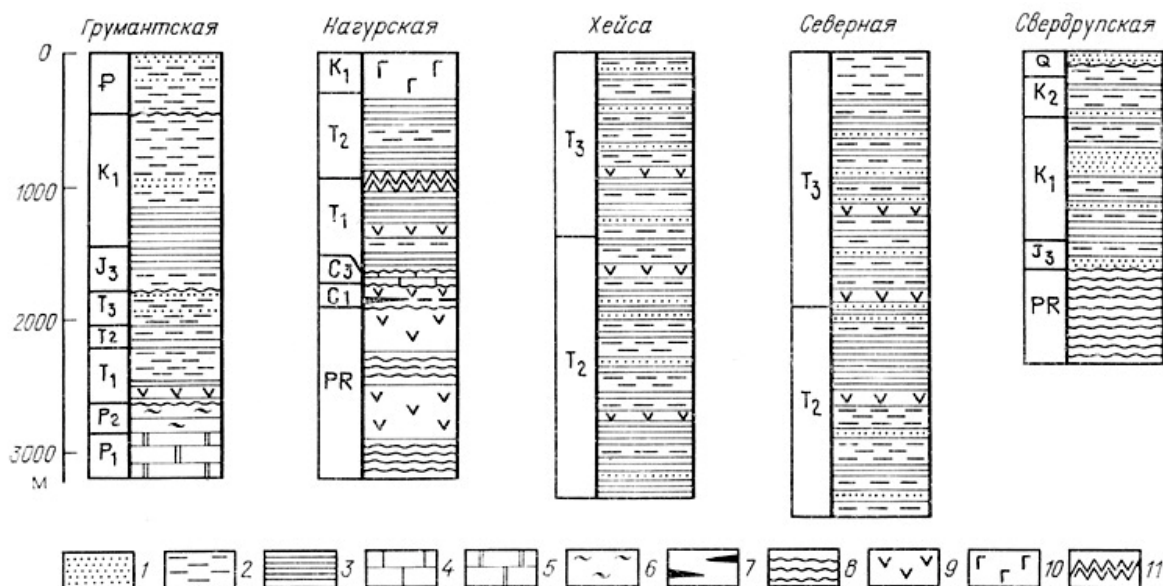 Грумантская Нагурская Хейса Северная Свердрупская
0
1000
2000
3000
м
₽
K1
J3
T3
T2
T1
P2
P1
K1
T2
T1
C3
C1
PR
T3
T2
T3
T2
Q
K2
K1
J3
PR
1 2 3 4 5 6 7 8 9 10 11